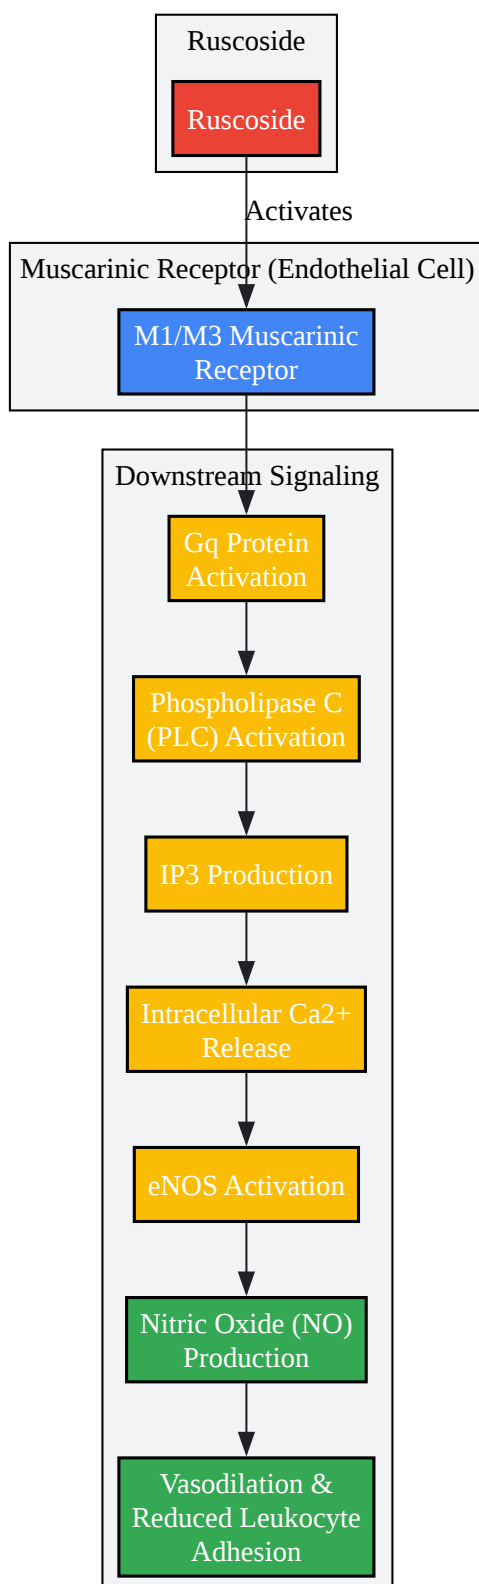 Ruscoside
Ruscoside
Activates
Muscarinic Receptor (Endothelial Cell)
M1/M3 Muscarinic
Receptor
Downstream Signaling
Gq Protein
Activation
Phospholipase C
(PLC) Activation
IP3 Production
Intracellular Ca2+
Release
eNOS Activation
Nitric Oxide (NO)
Production
Vasodilation &
Reduced Leukocyte
Adhesion